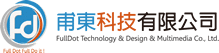 甫東科技有限公司
FullDot Technology & Design & Multimedia Co., Ltd.
Full Dot Full Do it !